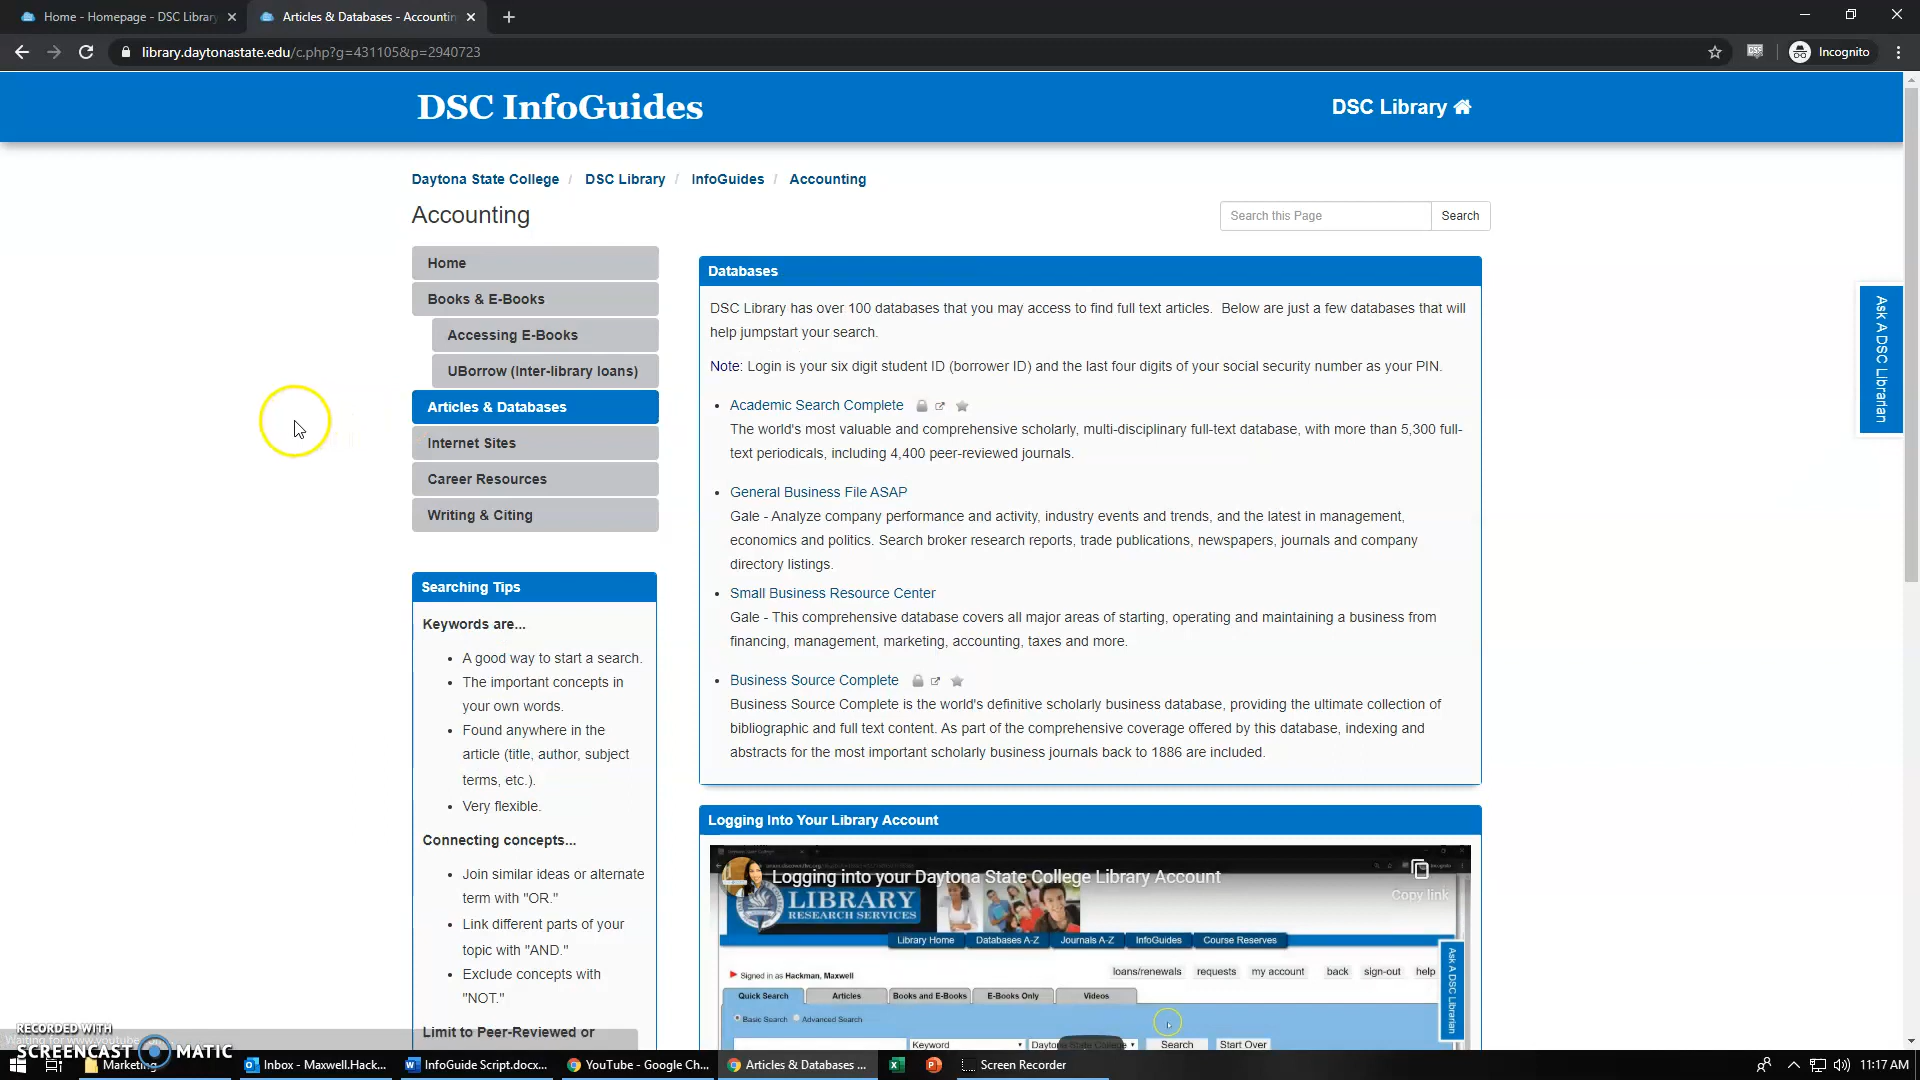 Home - Homepage - DSC Library
Articles & Databases - Accountin
library.daytonastate.edu/c.php?g=431105&p=2940723
Incognito
DSC InfoGuides
DSC Library
Daytona State College / DSC Library / InfoGuides / Accounting
Accounting
Search this Page
Search
Home
Books & E-Books
Accessing E-Books
UBorrow (Inter-library loans)
Articles & Databases
Internet Sites
Career Resources
Writing & Citing
Searching Tips
Keywords are...
• A good way to start a search.
• The important concepts in
your own words.
• Found anywhere in the
article (title, author, subject
terms, etc.).
• Very flexible.
Connecting concepts...
• Join similar ideas or alternate
term with "OR."
• Link different parts of your
topic with "AND."
• Exclude concepts with
"NOT."
Limit to Peer-Reviewed or
Databases
DSC Library has over 100 databases that you may access to find full text articles. Below are just a few databases that will
help jumpstart your search.
Note: Login is your six digit student ID (borrower ID) and the last four digits of your social security number as your PIN.
• Academic Search Complete
The world's most valuable and comprehensive scholarly, multi-disciplinary full-text database, with more than 5,300 full-
text periodicals, including 4,400 peer-reviewed journals.
• General Business File ASAP
Gale - Analyze company performance and activity, industry events and trends, and the latest in management,
economics and politics. Search broker research reports, trade publications, newspapers, journals and company
directory listings.
• Small Business Resource Center
Gale - This comprehensive database covers all major areas of starting, operating and maintaining a business from
financing, management, marketing, accounting, taxes and more.
• Business Source Complete
Business Source Complete is the world's definitive scholarly business database, providing the ultimate collection of
bibliographic and full text content. As part of the comprehensive coverage offered by this database, indexing and
abstracts for the most important scholarly business journals back to 1886 are included.
Logging Into Your Library Account
Logging into your Daytona State College Library Account
Copy link
LIBRARY
RESEARCH SERVICES
Library Home
Databases A-Z
Journals A-Z
InfoGuides
Course Reserves
Signed in as Hackman, Maxwell
loans/renewals requests my account back sign-out help
Quick Search
Articles
Books and E-Books
E-Books Only
Videos
Basic Search Advanced Search
Keyword
Search
Start Over
Ask A DSC Librarian
Ask A DSC Librarian
RECORDED WITH
SCREENCAST MATIC
Waiting for www.youtube
Marketing
Inbox - Maxwell.Hack...
InfoGuide Script.docx...
YouTube - Google Ch...
Articles & Databases ...
Screen Recorder
11:17 AM